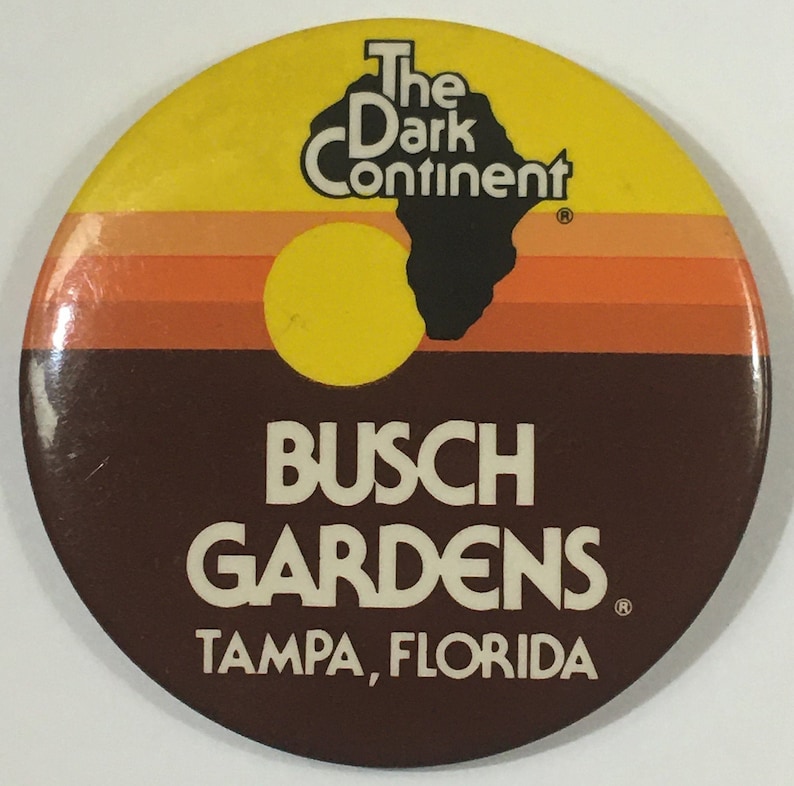 The
Dark
Continent
®
BUSCH
GARDENS®
TAMPA, FLORIDA